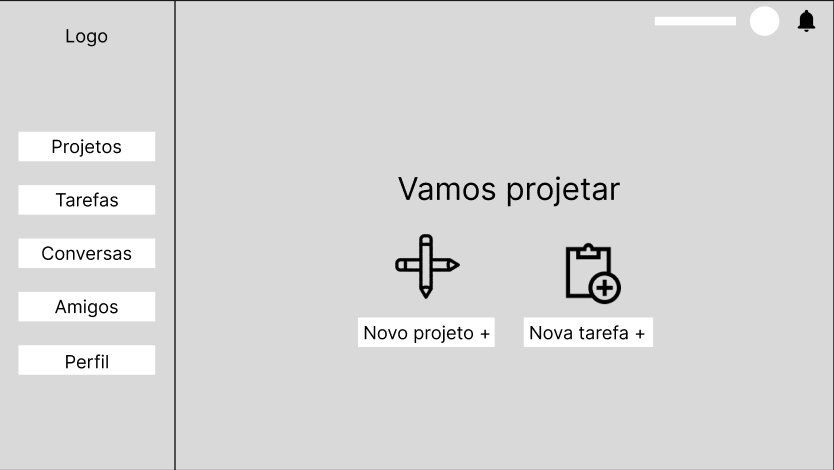 Logo
Projetos
Tarefas
Conversas
Amigos
Perfil
Vamos projetar
Novo projeto +
Nova tarefa +